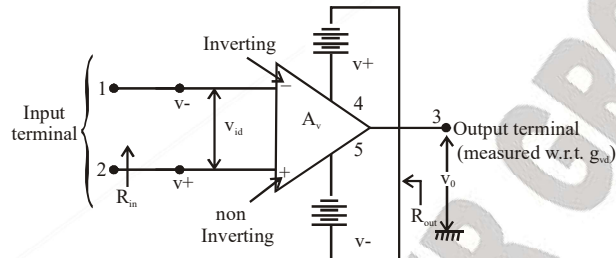 Inverting
v+
1
v-
4
Input
terminal
v_id
A_v
3
Output terminal
(measured w.r.t. g_vd)
5
2
v+
R_in
non
Inverting
v-
R_out
v_0
−
+